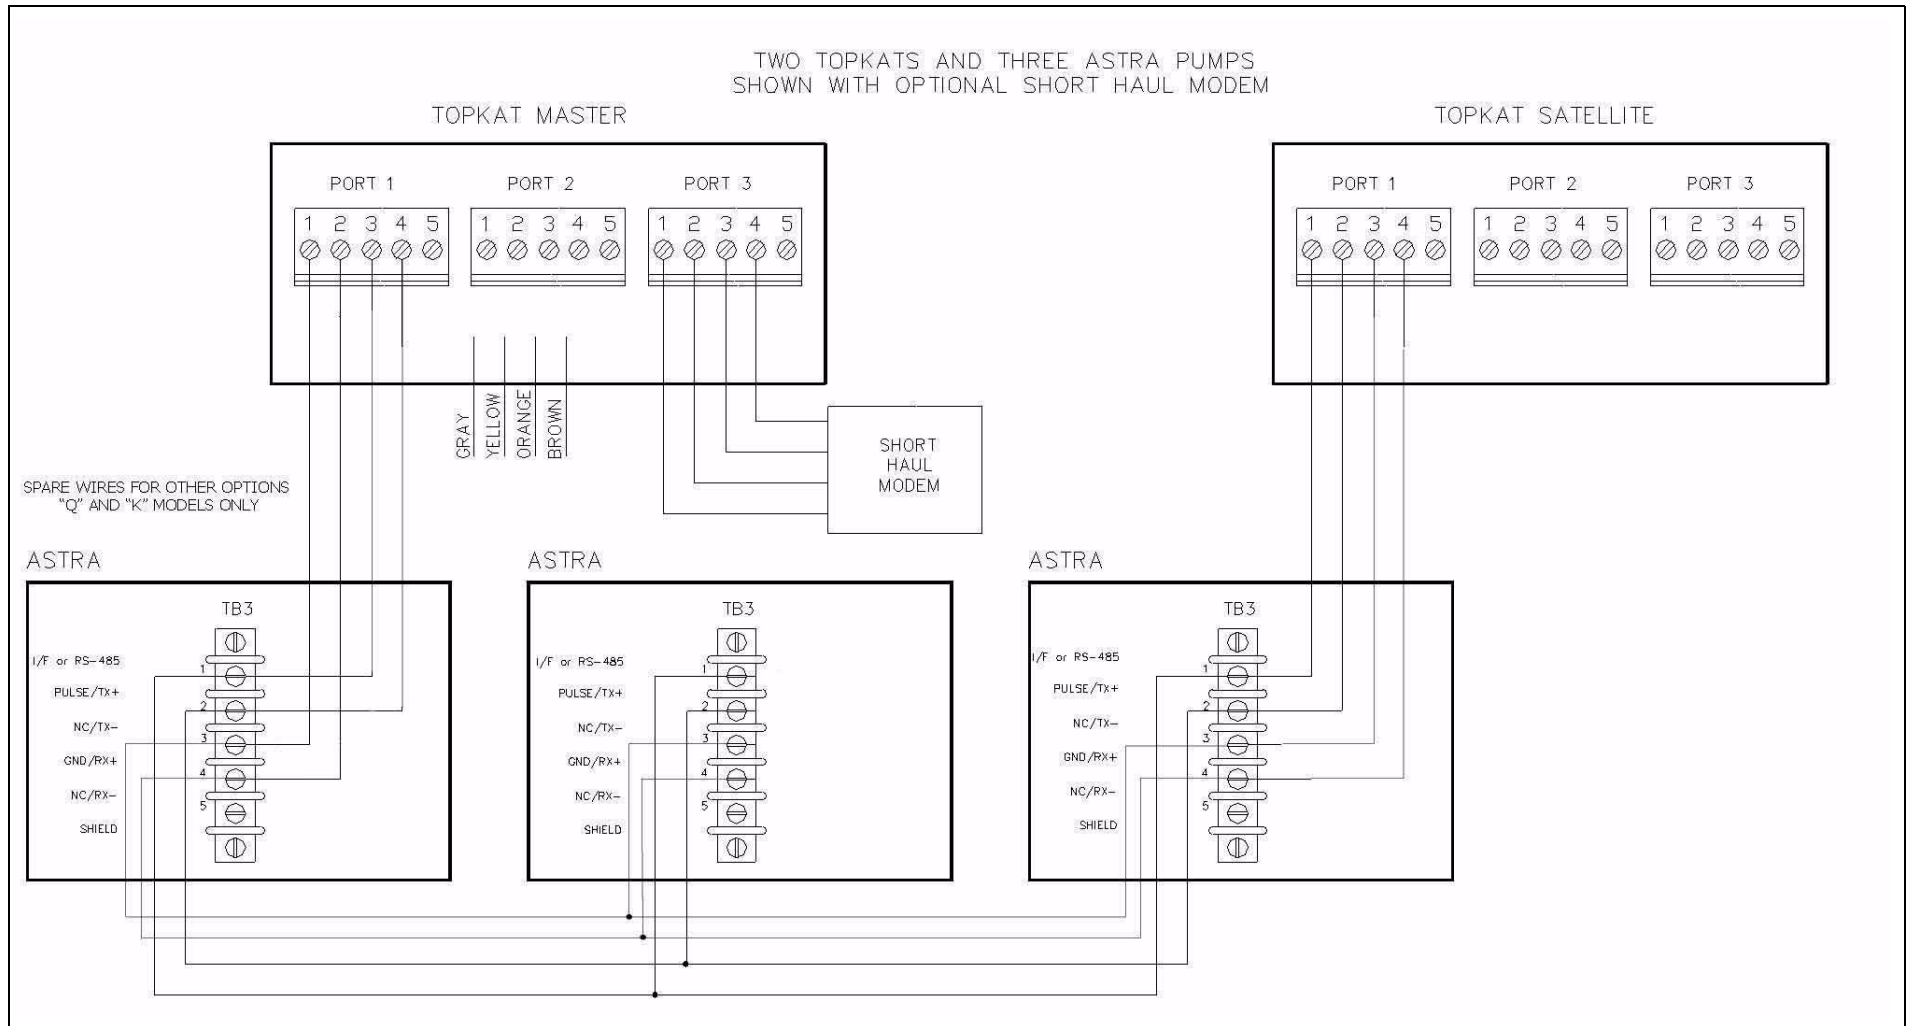 TWO TOPKATS AND THREE ASTRA PUMPS
SHOWN WITH OPTIONAL SHORT HAUL MODEM
TOPKAT MASTER
TOPKAT SATELLITE
PORT 1
PORT 2
PORT 3
PORT 1
PORT 2
PORT 3
1 2 3 4 5
1 2 3 4 5
1 2 3 4 5
1 2 3 4 5
1 2 3 4 5
1 2 3 4 5
GRAY
YELLOW
ORANGE
BROWN
SHORT
HAUL
MODEM
SPARE WIRES FOR OTHER OPTIONS
"Q" AND "K" MODELS ONLY
ASTRA
TB3
I/F or RS-485
1
PULSE/TX+
2
NC/TX-
3
GND/RX+
4
NC/RX-
5
SHIELD
ASTRA
TB3
I/F or RS-485
1
PULSE/TX+
2
NC/TX-
3
GND/RX+
4
NC/RX-
5
SHIELD
ASTRA
TB3
I/F or RS-485
1
PULSE/TX+
2
NC/TX-
3
GND/RX+
4
NC/RX-
5
SHIELD